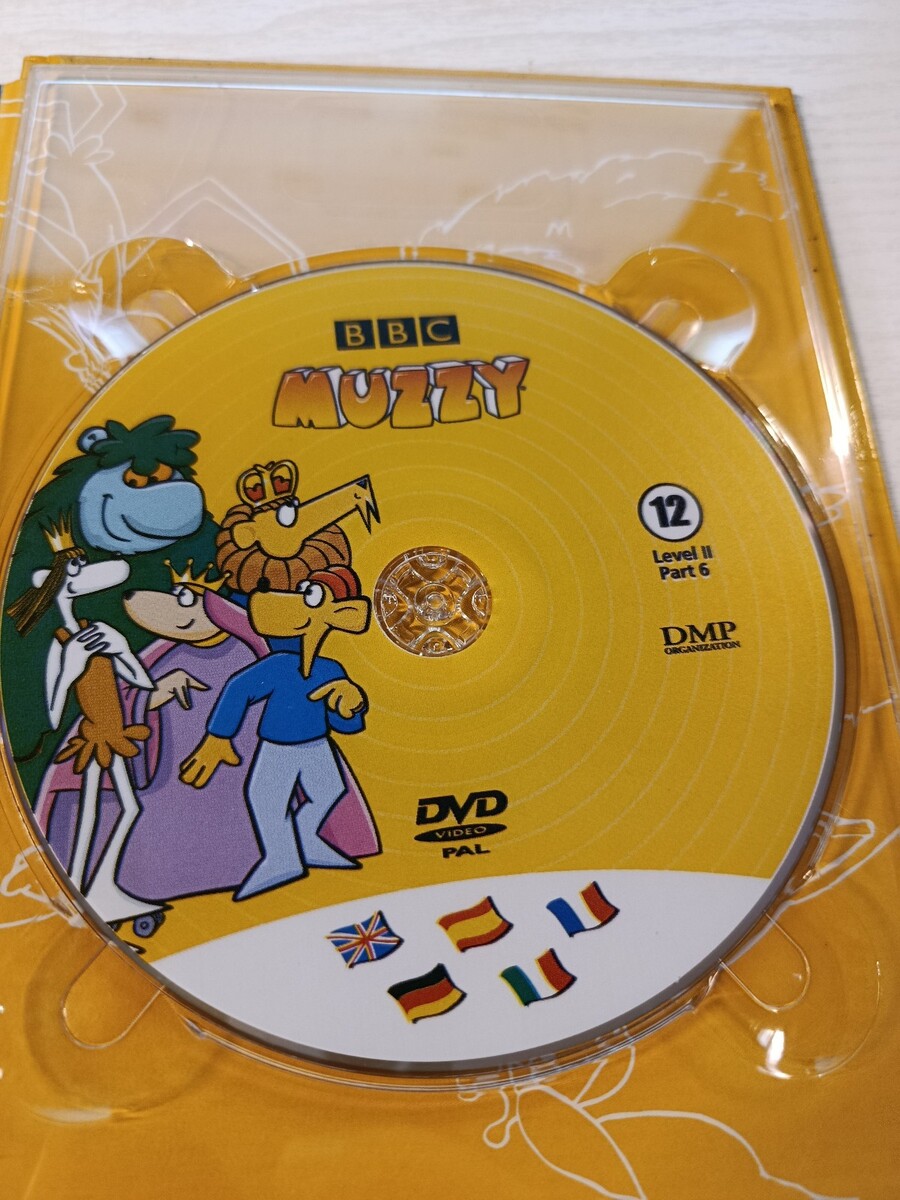 BBC
MUZZY
12
Level II
Part 6
DMP
ORGANIZATION
DVD
VIDEO
PAL